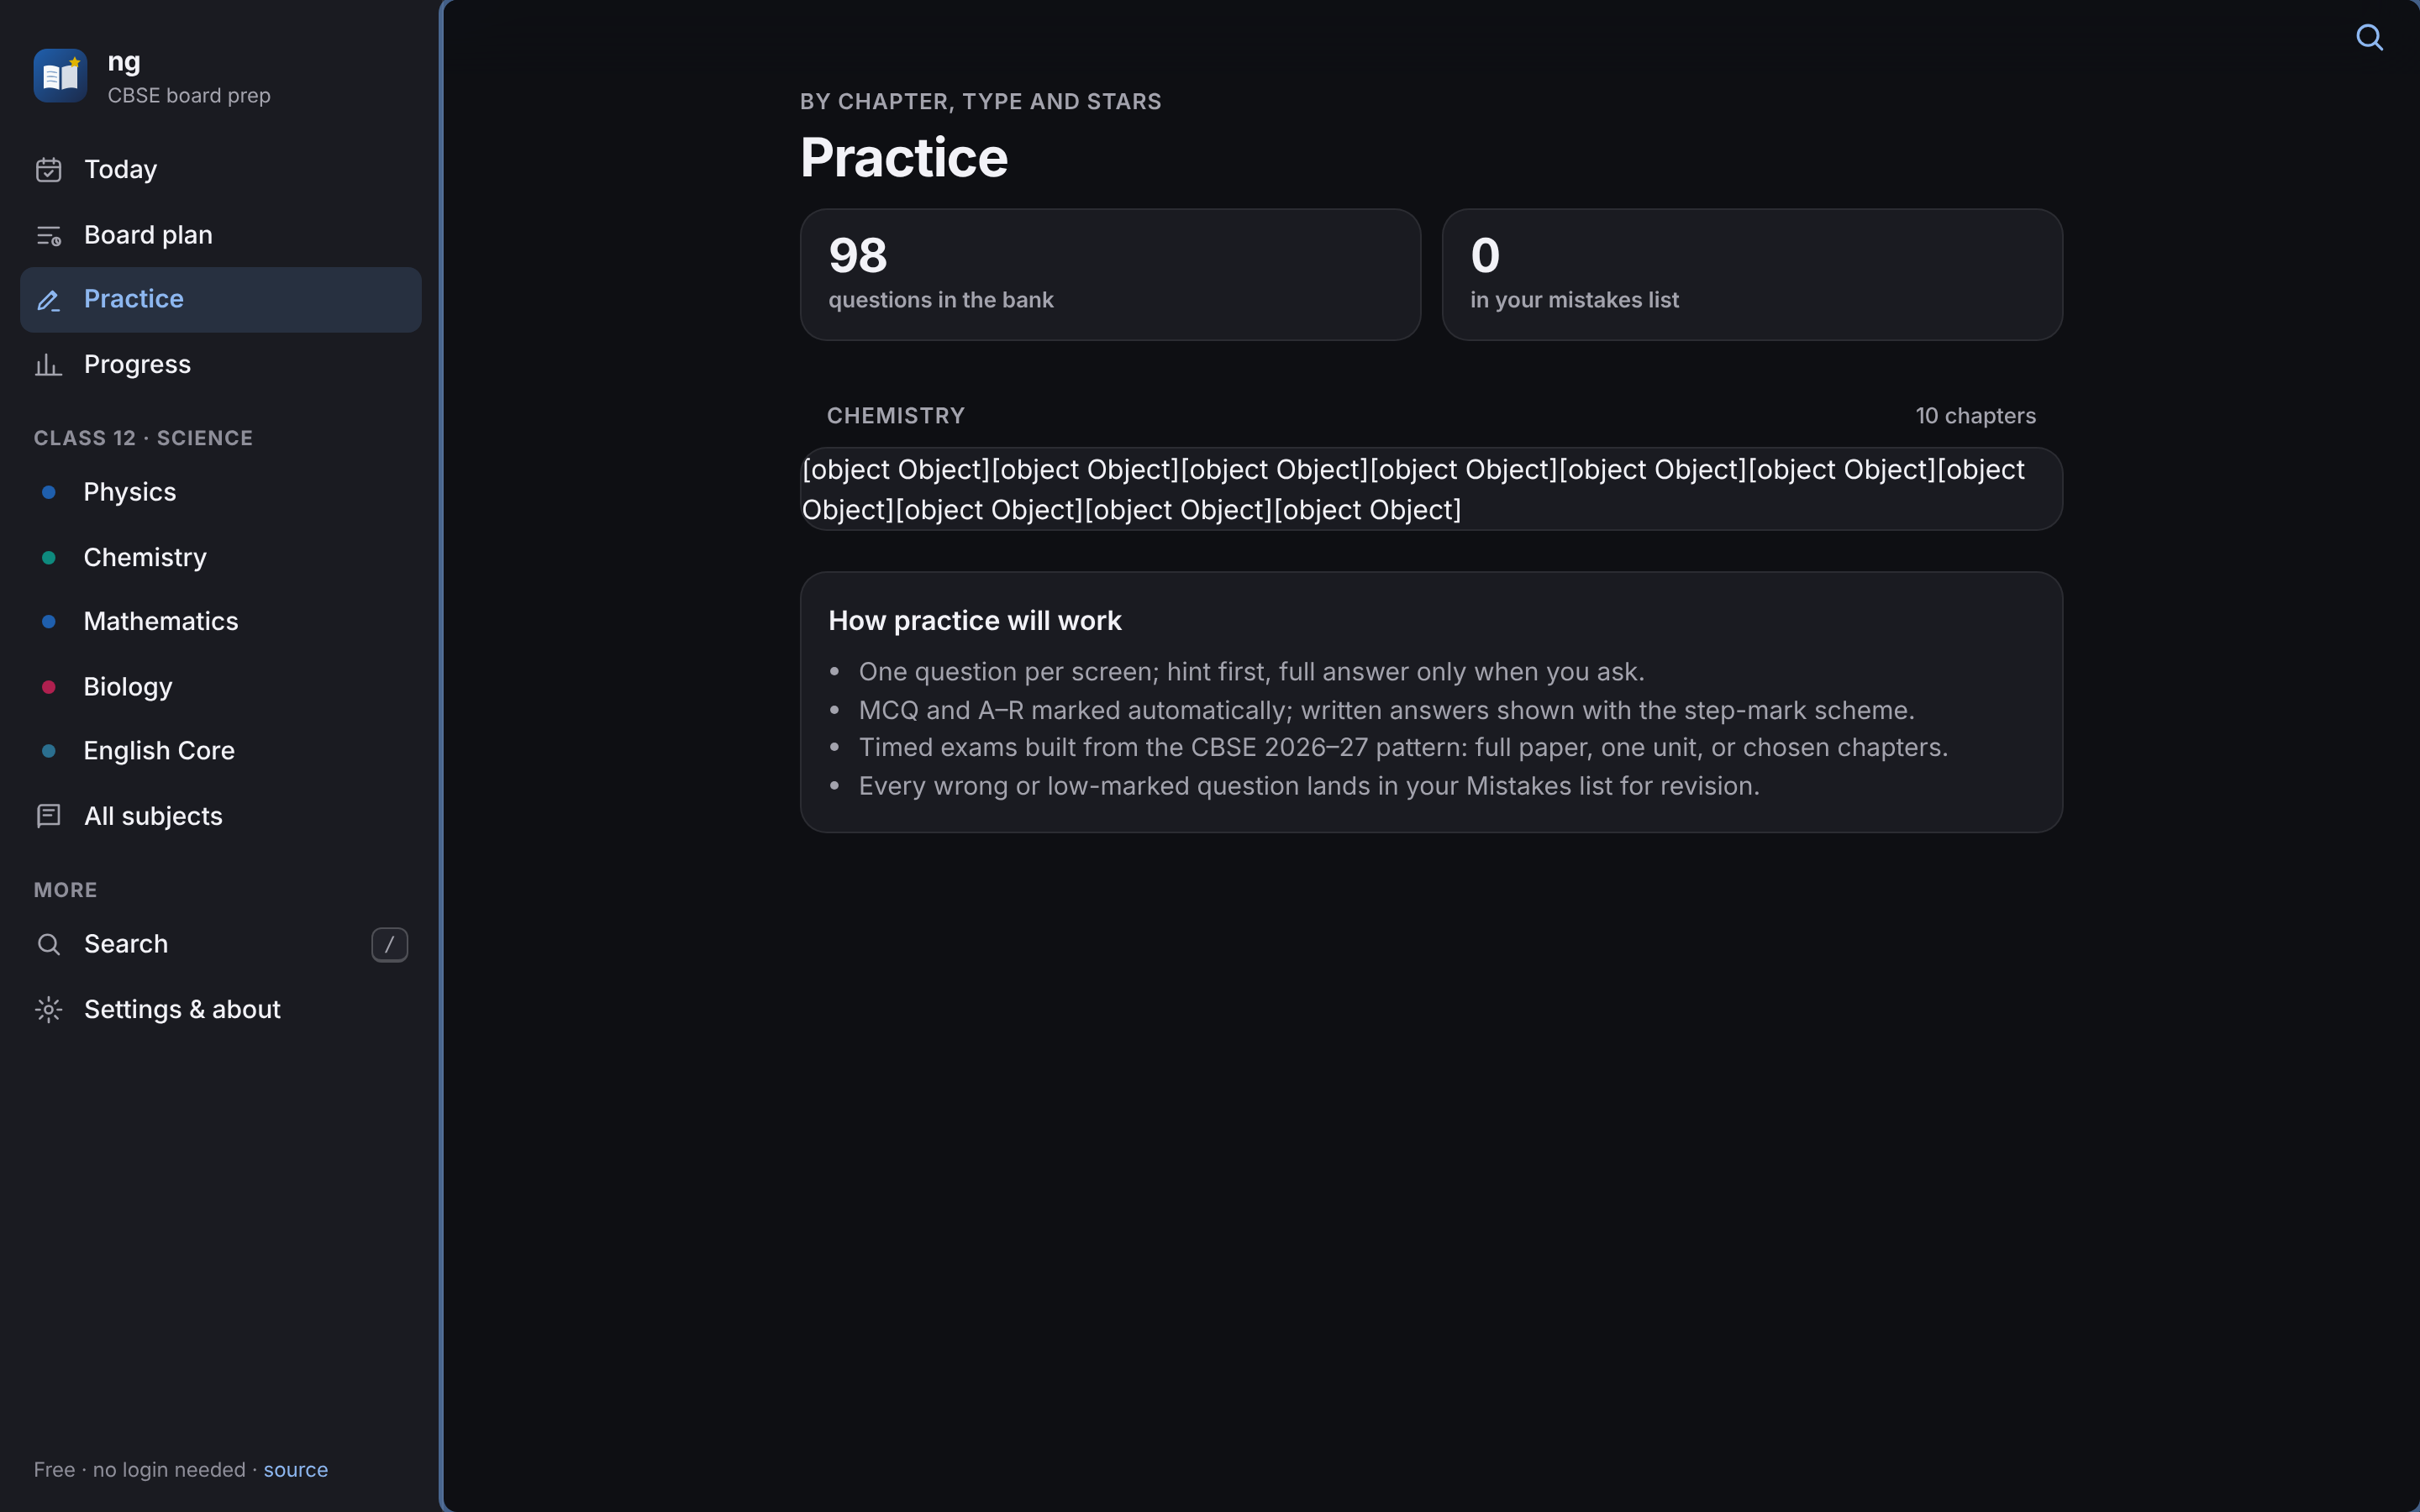 ng
CBSE board prep
Today
Board plan
Practice
Progress
CLASS 12 · SCIENCE
Physics
Chemistry
Mathematics
Biology
English Core
All subjects
MORE
Search /
Settings & about
Free · no login needed · source
BY CHAPTER, TYPE AND STARS
Practice
98
questions in the bank
0
in your mistakes list
CHEMISTRY 10 chapters
[object Object][object Object][object Object][object Object][object Object][object Object][object
Object][object Object][object Object][object Object]
How practice will work
• One question per screen; hint first, full answer only when you ask.
• MCQ and A–R marked automatically; written answers shown with the step-mark scheme.
• Timed exams built from the CBSE 2026–27 pattern: full paper, one unit, or chosen chapters.
• Every wrong or low-marked question lands in your Mistakes list for revision.